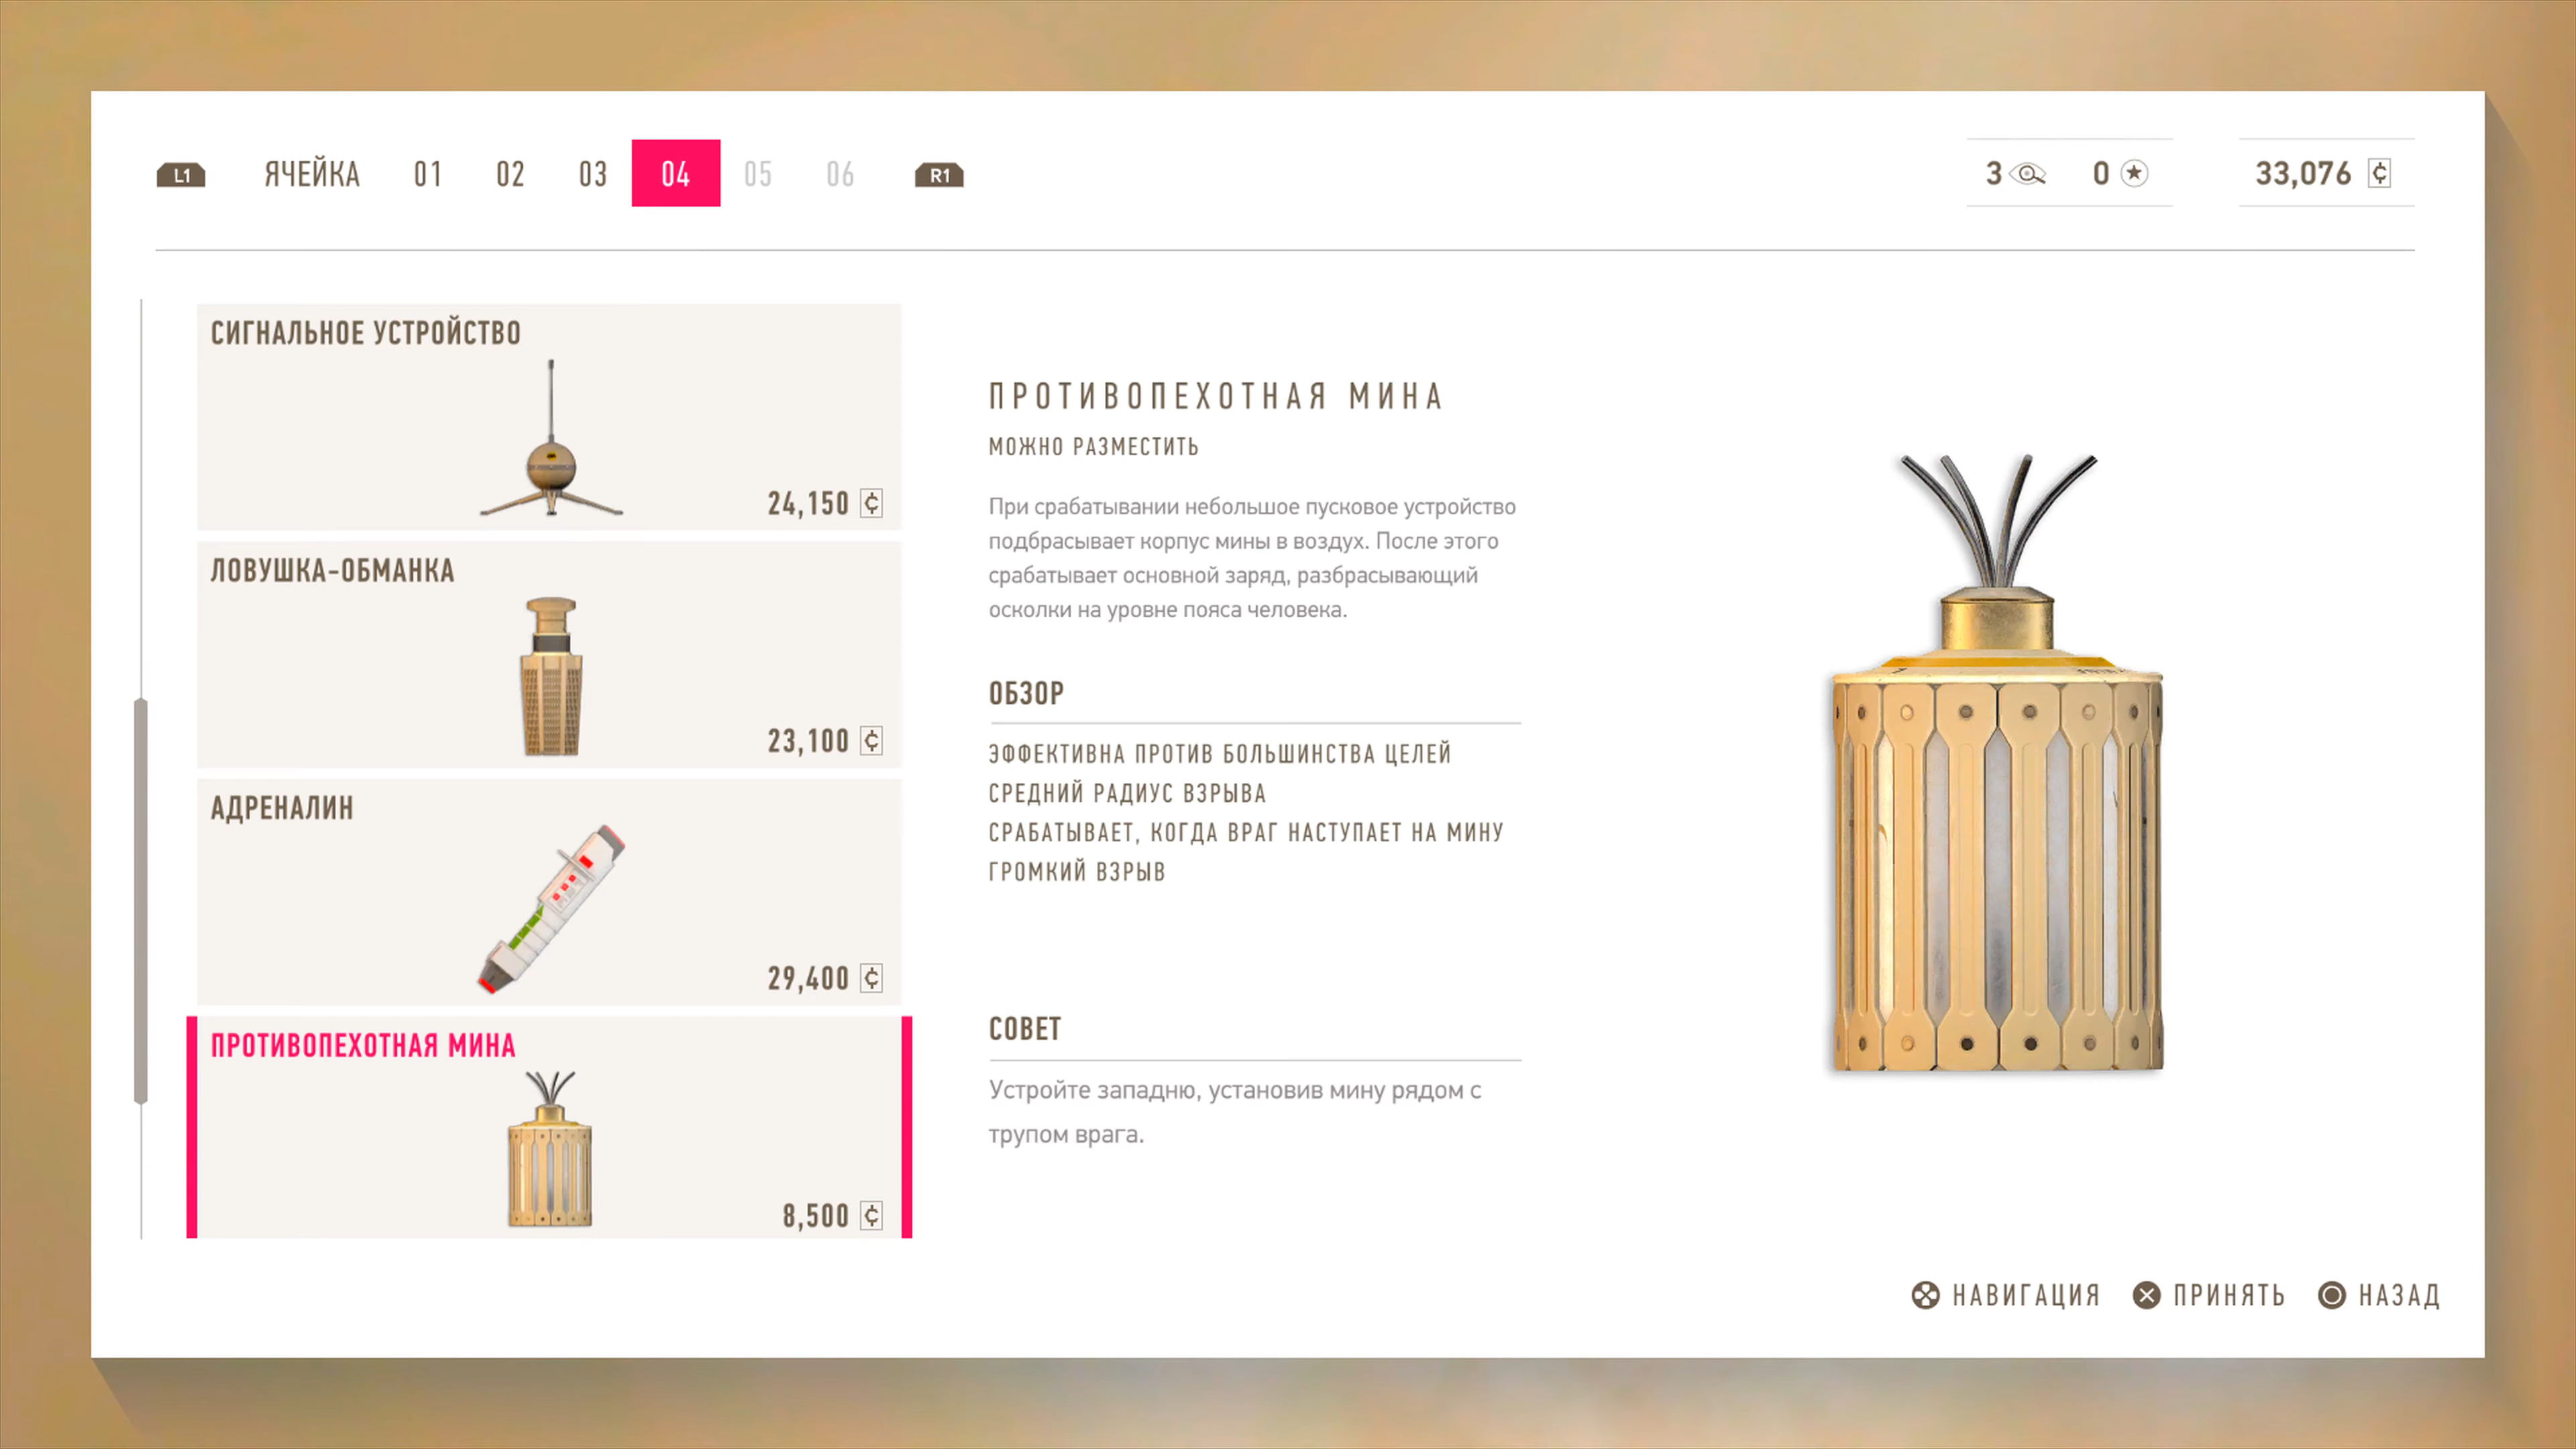 L1 ЯЧЕЙКА 01 02 03 04 05 06 R1
3 0 33,076 ₵
СИГНАЛЬНОЕ УСТРОЙСТВО
24,150 ₵
ЛОВУШКА-ОБМАНКА
23,100 ₵
АДРЕНАЛИН
29,400 ₵
ПРОТИВОПЕХОТНАЯ МИНА
8,500 ₵
ПРОТИВОПЕХОТНАЯ МИНА
МОЖНО РАЗМЕСТИТЬ
При срабатывании небольшое пусковое устройство
подбрасывает корпус мины в воздух. После этого
срабатывает основной заряд, разбрасывающий
осколки на уровне пояса человека.
ОБЗОР
ЭФФЕКТИВНА ПРОТИВ БОЛЬШИНСТВА ЦЕЛЕЙ
СРЕДНИЙ РАДИУС ВЗРЫВА
СРАБАТЫВАЕТ, КОГДА ВРАГ НАСТУПАЕТ НА МИНУ
ГРОМКИЙ ВЗРЫВ
СОВЕТ
Устройте западню, установив мину рядом с
трупом врага.
НАВИГАЦИЯ ПРИНЯТЬ НАЗАД